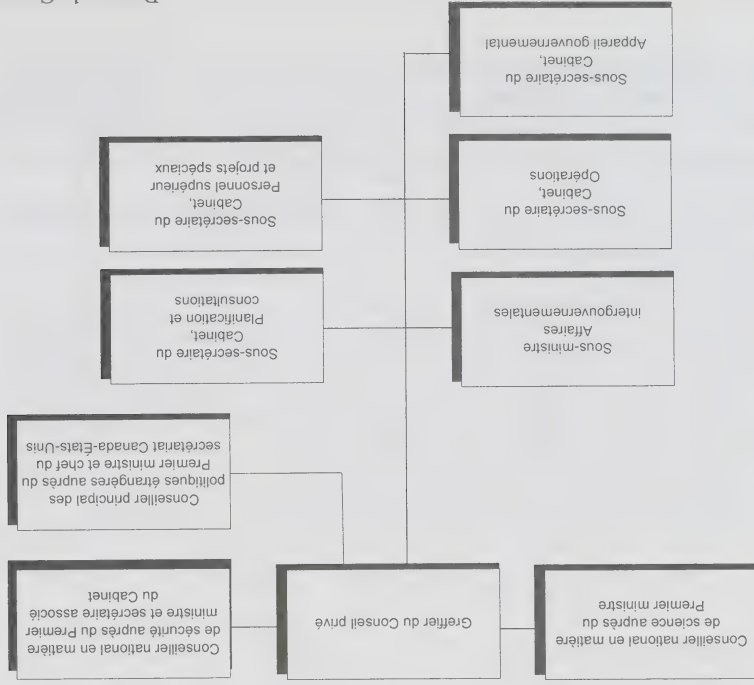 Conseiller national en matière
de sécurité auprès du Premier
ministre et secrétaire associé
du Cabinet
Greffier du Conseil privé
Conseiller national en matière
de science auprès du
Premier ministre
Conseiller principal des
politiques étrangères auprès du
Premier ministre et chef du
secrétariat Canada-États-Unis
Sous-secrétaire du
Cabinet,
Planification et
consultations
Sous-ministre
Affaires
intergouvernementales
Sous-secrétaire du
Cabinet,
Personnel supérieur
et projets spéciaux
Sous-secrétaire du
Cabinet,
Opérations
Sous-secrétaire du
Cabinet,
Appareil gouvernemental